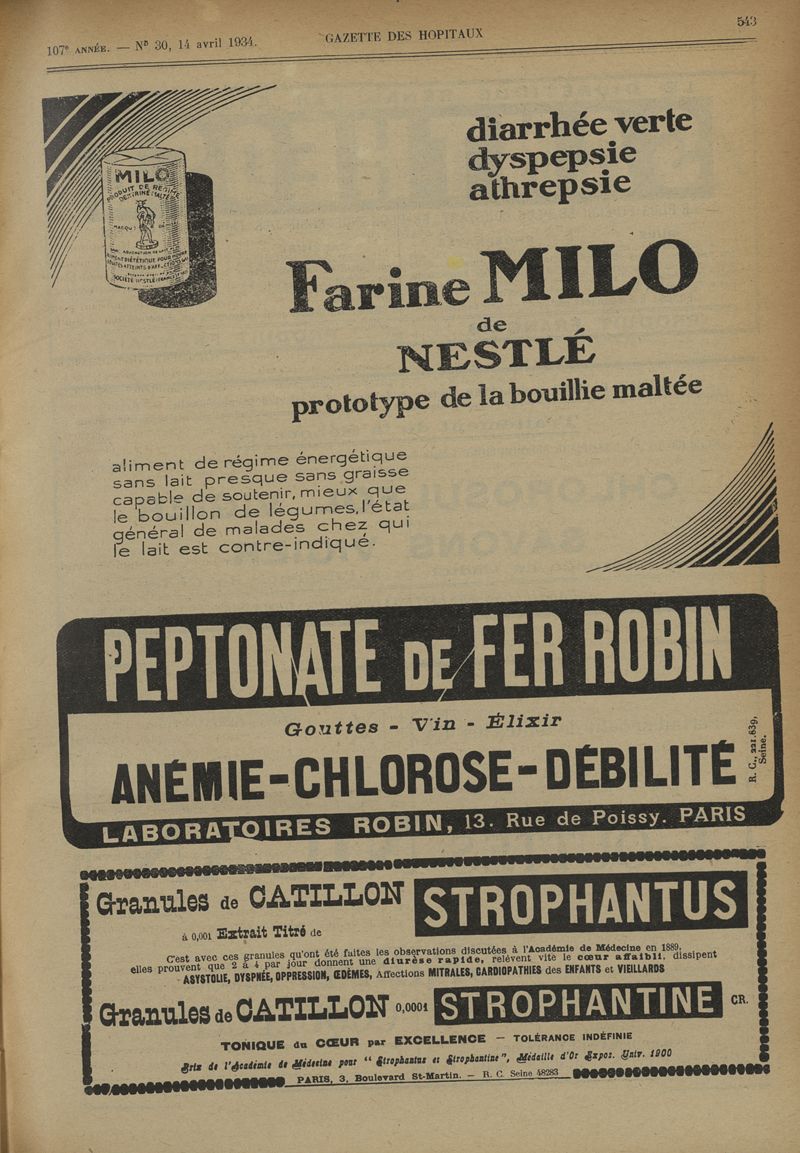 107e ANNÉE. — No 30, 14 avril 1934.
GAZETTE DES HOPITAUX
543
diarrhée verte
dyspepsie
athrepsie
MILO
PRODUIT DE RÉGIME
SOCIÉTÉ NESTLÉ
Farine MILO
de
NESTLÉ
prototype de la bouillie maltée
aliment de régime énergétique
sans lait presque sans graisse
capable de soutenir, mieux que
le bouillon de légumes, l'état
général de malades chez qui
le lait est contre-indiqué.
PEPTONATE DE FER ROBIN
Gouttes - Vin - Élixir
ANÉMIE-CHLOROSE-DÉBILITÉ
R. C., 221.839,
Seine.
LABORATOIRES ROBIN, 13. Rue de Poissy. PARIS
Granules de CATILLON STROPHANTUS
à 0,001 Extrait Titré de
C'est avec ces granules qu'ont été faites les observations discutées à l'Académie de Médecine en 1889,
elles prouvent que 2 à 4 par jour donnent une diurèse rapide, relèvent vite le cœur affaibli, dissipent
- ASYSTOLIE, DYSPNÉE, OPPRESSION, ŒDÈMES, Affections MITRALES, CARDIOPATHIES des ENFANTS et VIEILLARDS
Granules de CATILLON 0,0001 STROPHANTINE CR.
TONIQUE du CŒUR par EXCELLENCE — TOLÉRANCE INDÉFINIE
Prix de l'Académie de Médecine pour "Strophantus et Strophantine", Médaille d'Or Expos. Univ. 1900
PARIS, 3, Boulevard St-Martin. — R. C. Seine 48283